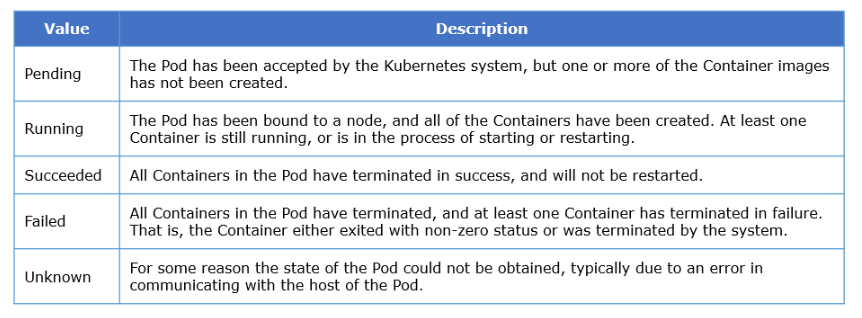 Value Description
Pending
The Pod has been accepted by the Kubernetes system, but one or more of the Container images
has not been created.
Running
The Pod has been bound to a node, and all of the Containers have been created. At least one
Container is still running, or is in the process of starting or restarting.
Succeeded All Containers in the Pod have terminated in success, and will not be restarted.
Failed
All Containers in the Pod have terminated, and at least one Container has terminated in failure.
That is, the Container either exited with non-zero status or was terminated by the system.
Unknown
For some reason the state of the Pod could not be obtained, typically due to an error in
communicating with the host of the Pod.